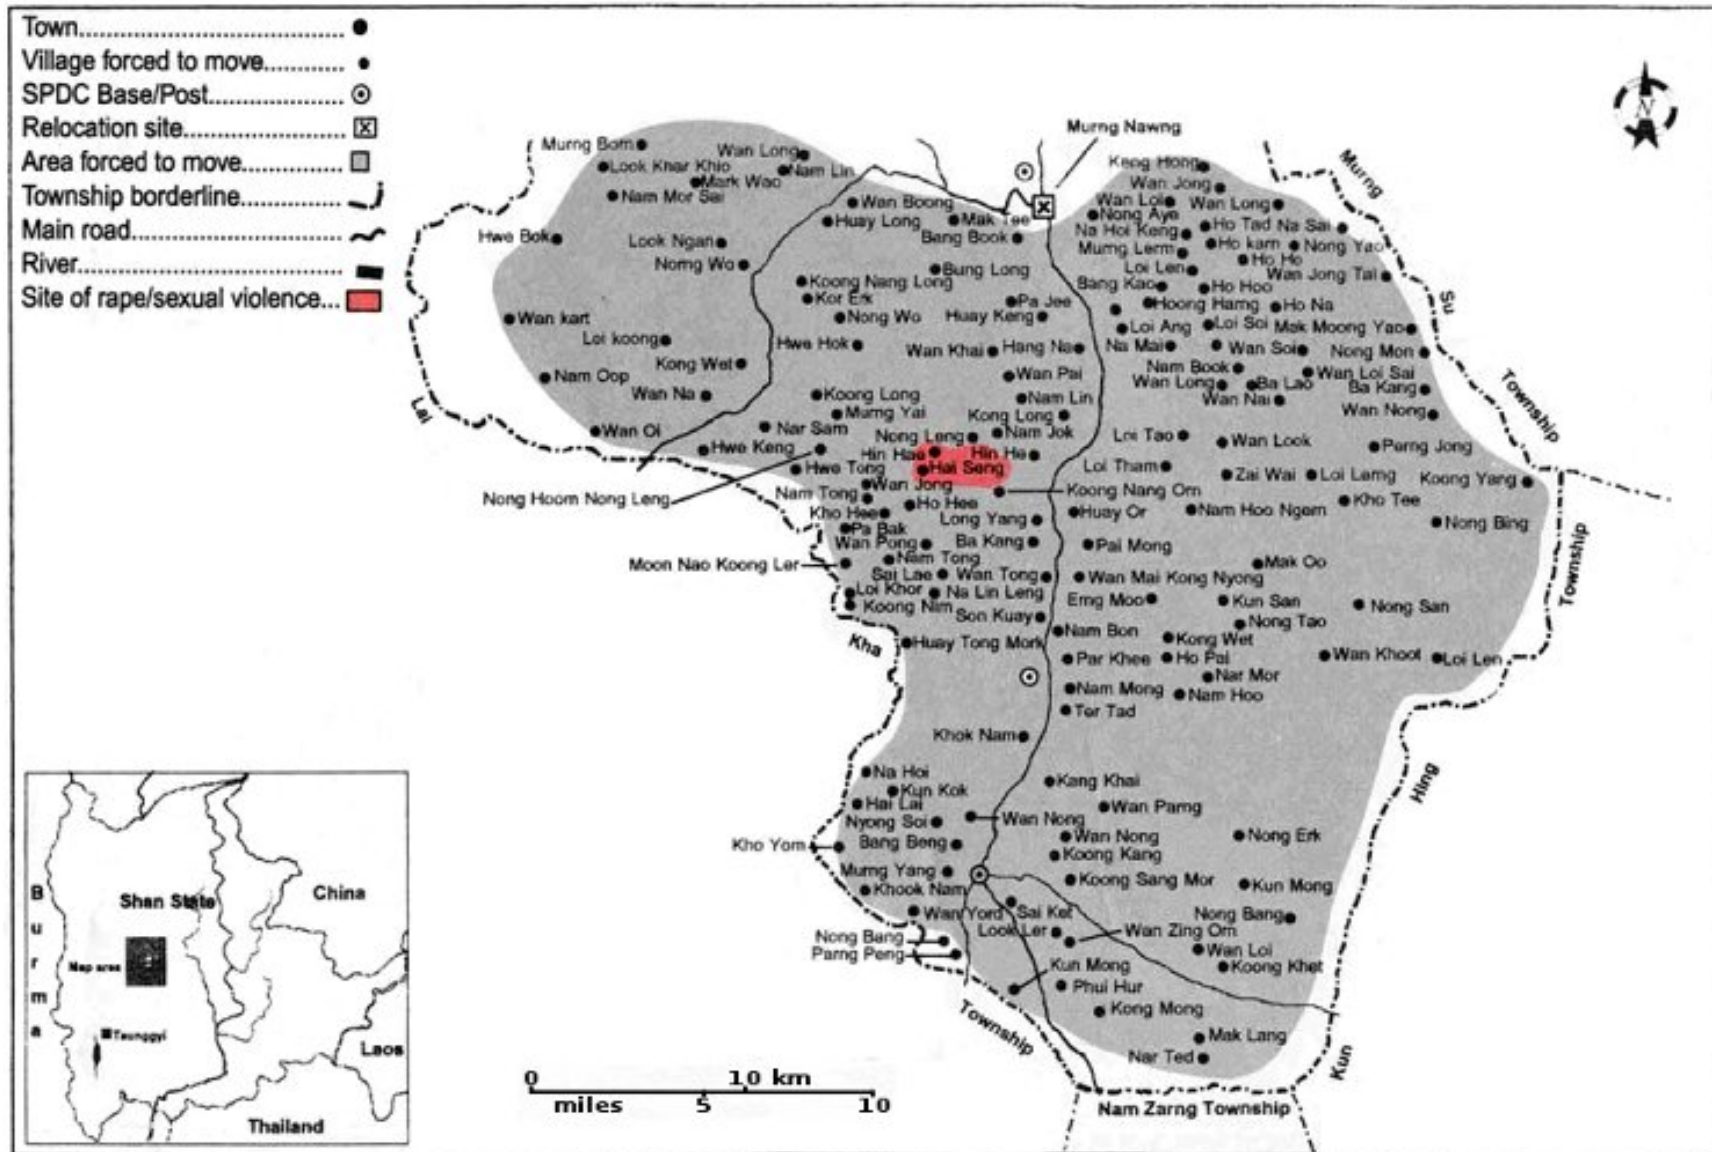 Town
Village forced to move
SPDC Base/Post
Relocation site
Area forced to move
Township borderline
Main road
River
Site of rape/sexual violence...
Murng Nawng
Murng Bom
Wan Long
Look Khar Khio
Nam Lin
Mark Wao
Nam Mor Sai
Wan Boong
Huay Long
Mak Tee
Bang Book
Hwe Bok
Look Ngan
Norng Wo
Bung Long
Koong Nang Long
Kor Erk
Nong Wo
Pa Jee
Huay Keng
Wan kart
Loi koong
Hwe Hok
Wan Khai
Hang Na
Kong Wet
Nam Oop
Wan Pai
Wan Na
Koong Long
Nam Lin
Murng Yai
Kong Long
Wan Oi
Nar Sam
Nong Leng
Nam Jok
Hwe Keng
Hin Hae
Hin He
Hwe Tong
Hai Seng
Nong Hoom Nong Leng
Wan Jong
Nam Tong
Koong Nang Orn
Ho Hee
Kho Hee
Long Yang
Huay Or
Pa Bak
Wan Pong
Ba Kang
Pai Mong
Moon Nao Koong Ler
Nam Tong
Sai Lae
Wan Tong
Wan Mai Kong Nyong
Loi Khor
Na Lin Leng
Koong Nim
Son Kuay
Huay Tong Mork
Nam Bon
Keng Hong
Wan Jong
Wan Loi
Wan Long
Nong Aye
Ho Tad
Na Sai
Na Hoi Keng
Ho karn
Nong Yao
Murng Lerm
Ho Ho
Loi Len
Wan Jong Tai
Bang Kao
Ho Hoo
Hoong Harng
Ho Na
Loi Ang
Loi Soi
Mak Moong Yao
Na Mai
Wan Soi
Nong Mon
Nam Book
Wan Loi Sai
Wan Long
Ba Lao
Ba Kang
Wan Nai
Wan Nong
Loi Tao
Wan Look
Perng Jong
Loi Tham
Zai Wai
Loi Lerng
Koong Yang
Kho Tee
Nam Hoo Ngern
Nong Bing
Mak Oo
Erng Moo
Kun San
Nong San
Nong Tao
Kong Wet
Par Khee
Ho Pai
Wan Khoot
Loi Len
Nar Mor
Nam Mong
Nam Hoo
Ter Tad
Khok Nam
Na Hoi
Kang Khai
Kun Kok
Hai Lai
Wan Parng
Nyong Soi
Wan Nong
Wan Nong
Nong Erk
Kho Yom
Bang Beng
Koong Kang
Murng Yang
Koong Sang Mor
Kun Mong
Khook Nam
Wan Yord
Sai Ket
Nong Bang
Look Ler
Wan Zing Orn
Nong Bang
Wan Loi
Parng Peng
Koong Khet
Kun Mong
Phui Hur
Kong Mong
Mak Lang
Nar Ted
Murng
Su
Township
Township
Hing
Kun
Lai
Kha
Township
Nam Zarng Township
N
Burma
Shan State
China
Map area
Taunggyi
Laos
Thailand
0 10 km
miles 5 10